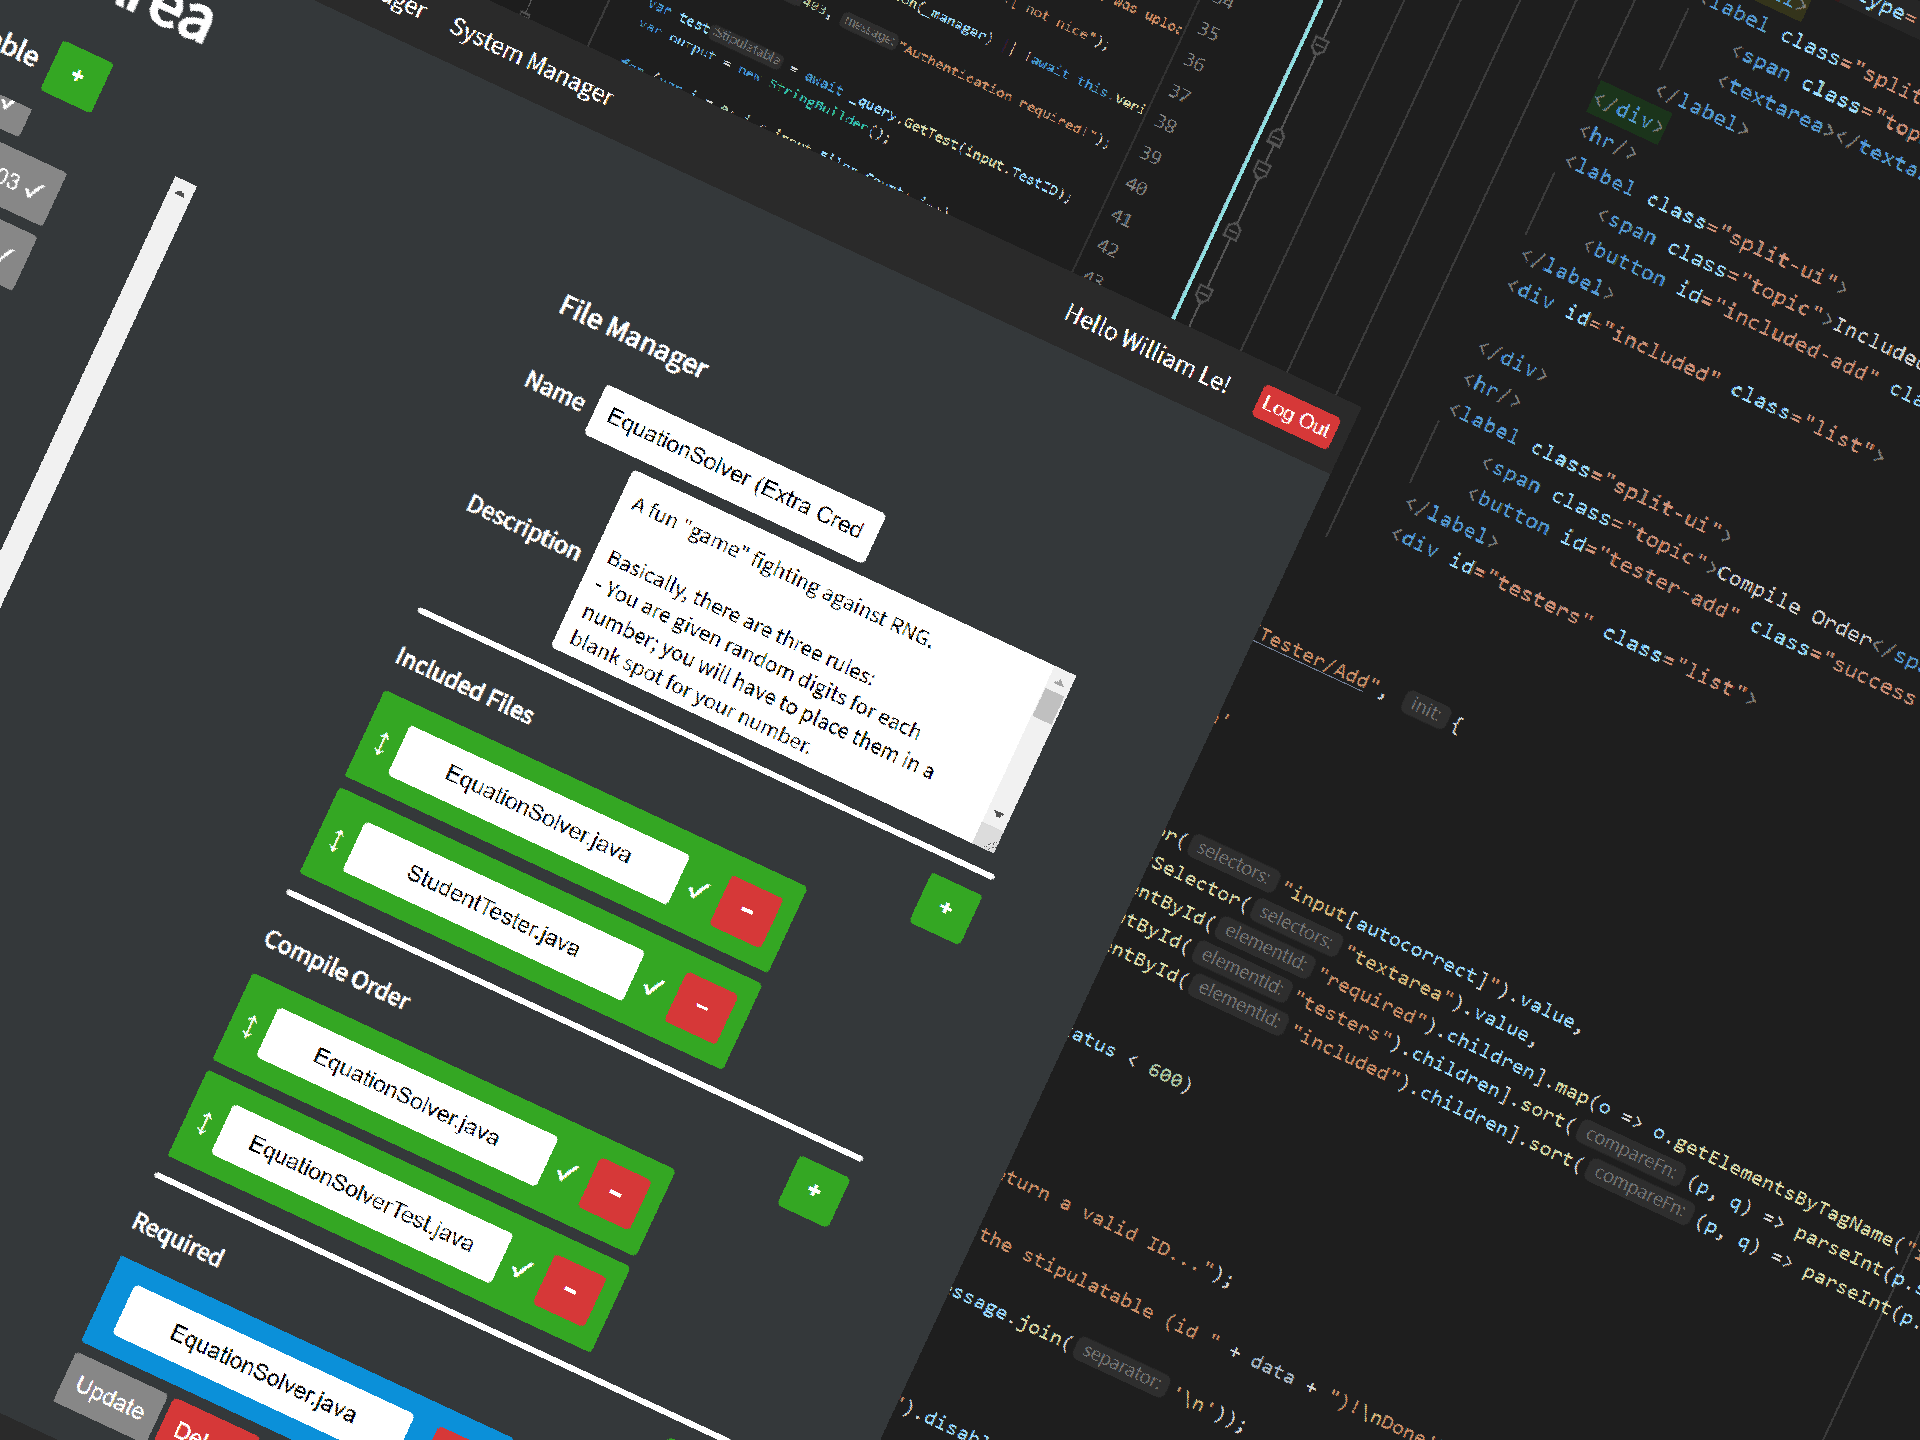 System Manager
Hello William Le!
Log Out
+
03
File Manager
Name
EquationSolver (Extra Cred
Description
A fun "game" fighting against RNG.
Basically, there are three rules:
- You are given random digits for each
number; you will have to place them in a
blank spot for your number.
Included Files
+
EquationSolver.java
-
StudentTester.java
-
Compile Order
+
EquationSolver.java
-
EquationSolverTest.java
-
Required
EquationSolver.java
Update
not nice");
_manager) || !await this.veri
message: "Authentication required!");
var test stipulatable = await _query.GetTest(input.TestID);
var output = new StringBuilder();
35
36
37
38
39
40
41
42
43
<label class="split
<span class="top
<textarea></texta
</label>
</div>
<hr/>
<label class="split-ui">
<span class="topic">Included
<button id="included-add" cla
</label>
<div id="included" class="list">
</div>
<hr/>
<label class="split-ui">
<span class="topic">Compile Order</sp
<button id="tester-add" class="success
</label>
<div id="testers" class="list">
Tester/Add", init: {
r( selectors: "input[autocorrect]").value,
Selector( selectors: "textarea").value,
ntById( elementId: "required").children].map(o => o.getElementsByTagName("
tById( elementId: "testers").children].sort( compareFn: (p, q) => parseInt(p.
entById( elementId: "included").children].sort( compareFn: (p, q) => parseInt(p.
atus < 600)
turn a valid ID...");
the stipulatable (id " + data + ")!\nDone
ssage.join( separator: '\n'));
").disabl